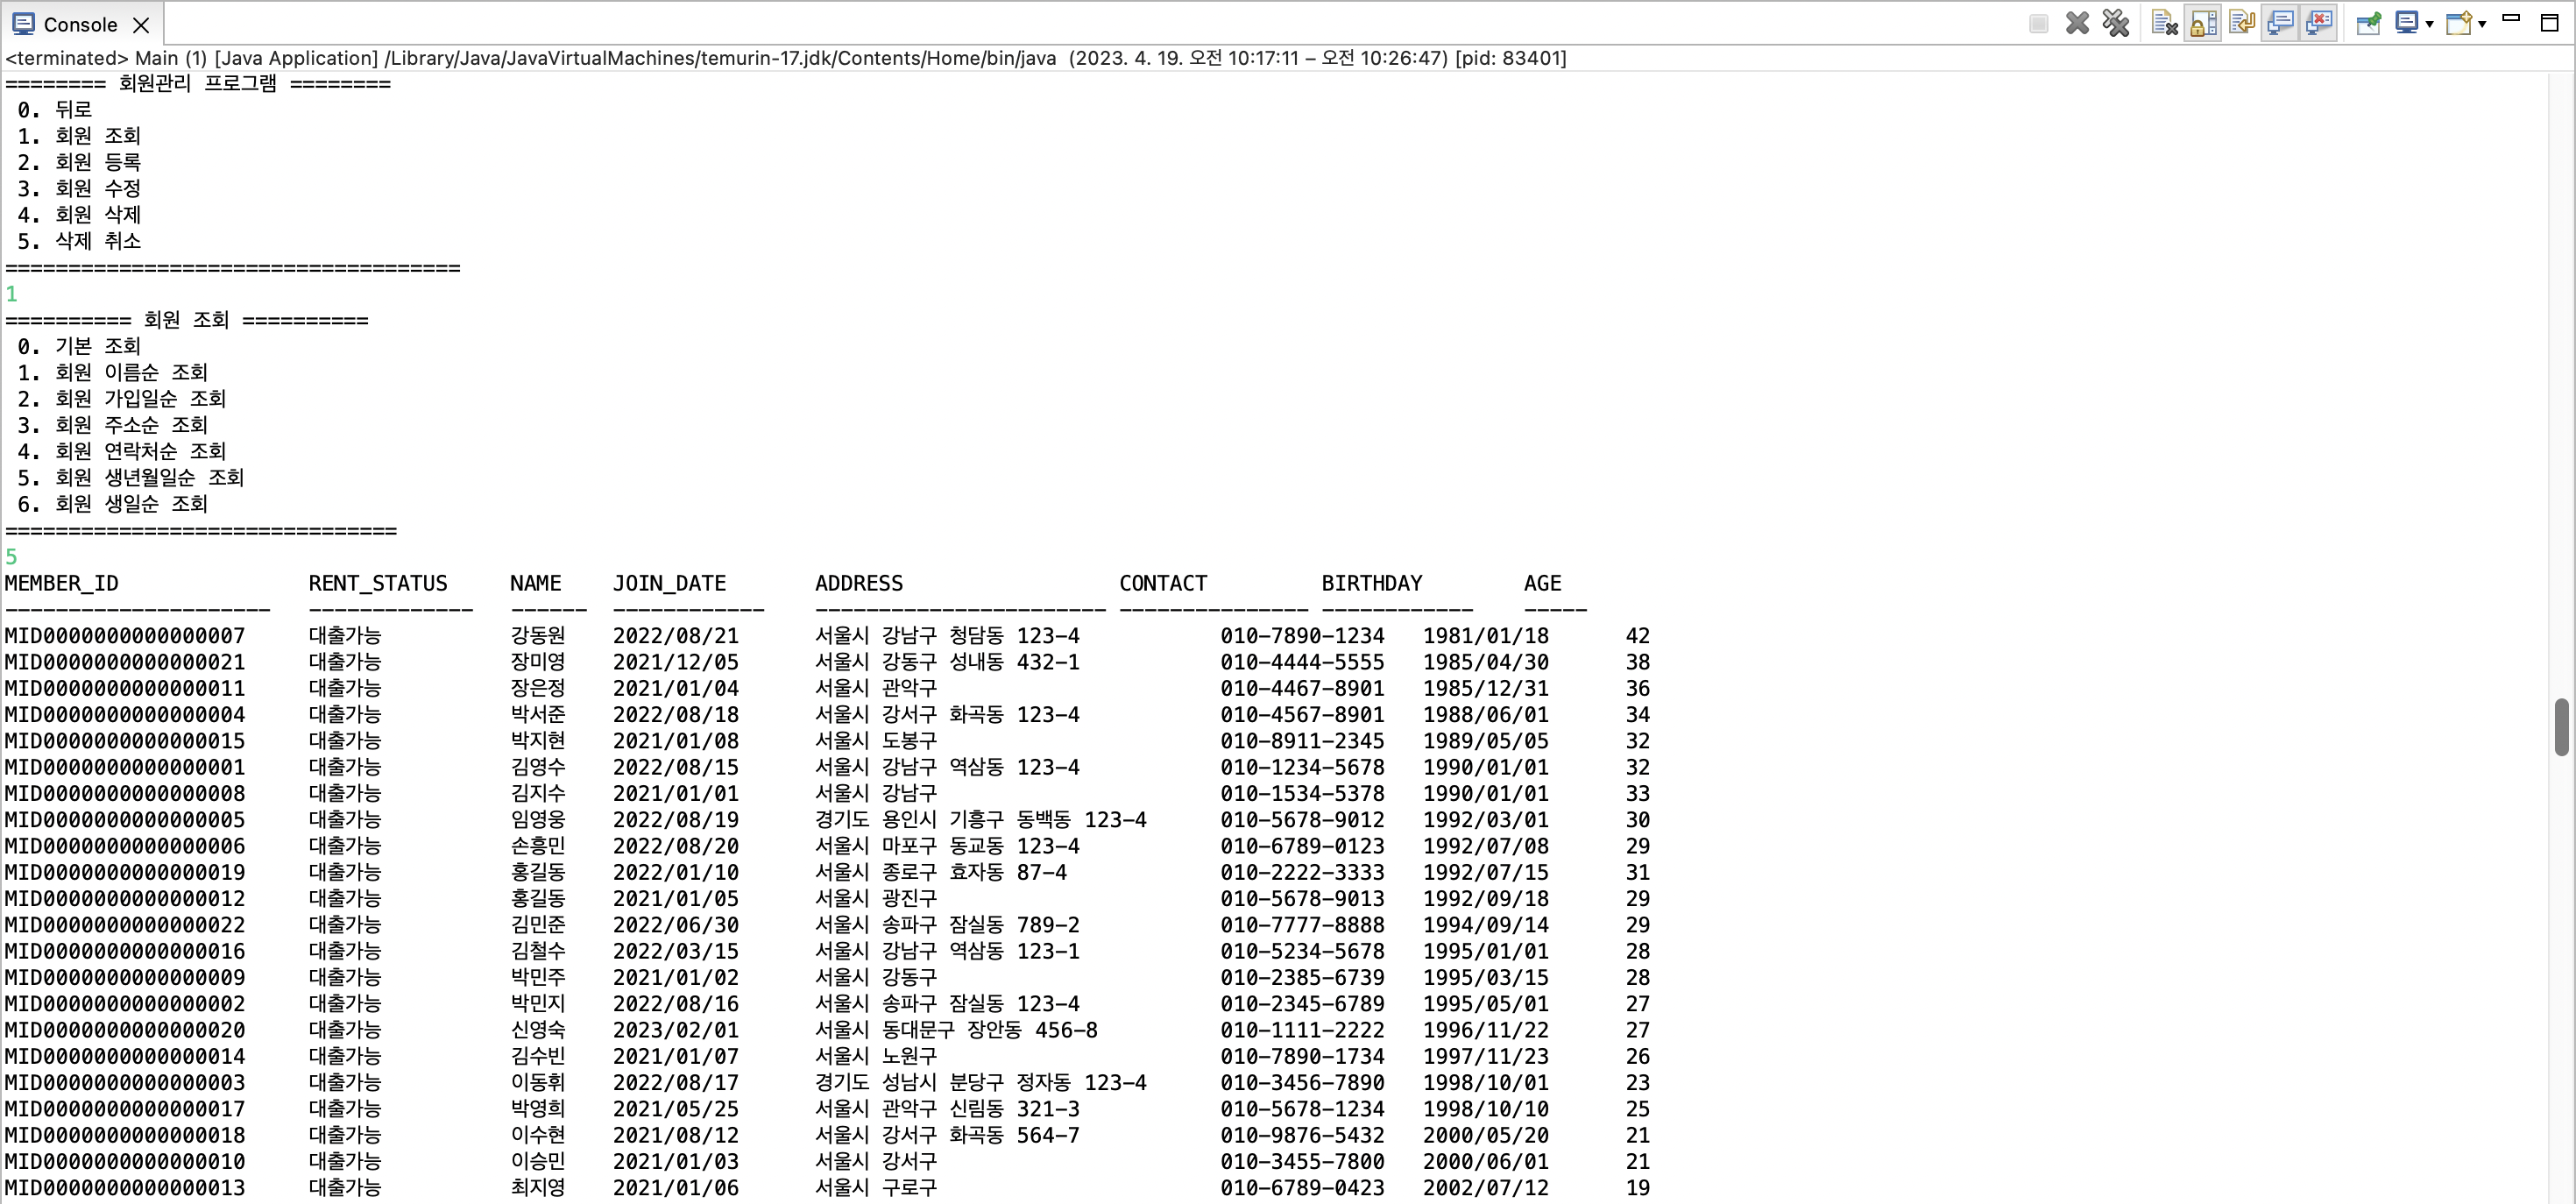 Console
<terminated> Main (1) [Java Application] /Library/Java/JavaVirtualMachines/temurin-17.jdk/Contents/Home/bin/java (2023. 4. 19. 오전 10:17:11 – 오전 10:26:47) [pid: 83401]
======== 회원관리 프로그램 ========
0. 뒤로
1. 회원 조회
2. 회원 등록
3. 회원 수정
4. 회원 삭제
5. 삭제 취소
====================================
1
========== 회원 조회 ==========
0. 기본 조회
1. 회원 이름순 조회
2. 회원 가입일순 조회
3. 회원 주소순 조회
4. 회원 연락처순 조회
5. 회원 생년월일순 조회
6. 회원 생일순 조회
===============================
5
MEMBER_ID RENT_STATUS NAME JOIN_DATE ADDRESS CONTACT BIRTHDAY AGE
--------------------- ------------- ------ ------------ ----------------------- --------------- ------------ -----
MID0000000000000007 대출가능 강동원 2022/08/21 서울시 강남구 청담동 123-4 010-7890-1234 1981/01/18 42
MID0000000000000021 대출가능 장미영 2021/12/05 서울시 강동구 성내동 432-1 010-4444-5555 1985/04/30 38
MID0000000000000011 대출가능 장은정 2021/01/04 서울시 관악구 010-4467-8901 1985/12/31 36
MID0000000000000004 대출가능 박서준 2022/08/18 서울시 강서구 화곡동 123-4 010-4567-8901 1988/06/01 34
MID0000000000000015 대출가능 박지현 2021/01/08 서울시 도봉구 010-8911-2345 1989/05/05 32
MID0000000000000001 대출가능 김영수 2022/08/15 서울시 강남구 역삼동 123-4 010-1234-5678 1990/01/01 32
MID0000000000000008 대출가능 김지수 2021/01/01 서울시 강남구 010-1534-5378 1990/01/01 33
MID0000000000000005 대출가능 임영웅 2022/08/19 경기도 용인시 기흥구 동백동 123-4 010-5678-9012 1992/03/01 30
MID0000000000000006 대출가능 손흥민 2022/08/20 서울시 마포구 동교동 123-4 010-6789-0123 1992/07/08 29
MID0000000000000019 대출가능 홍길동 2022/01/10 서울시 종로구 효자동 87-4 010-2222-3333 1992/07/15 31
MID0000000000000012 대출가능 홍길동 2021/01/05 서울시 광진구 010-5678-9013 1992/09/18 29
MID0000000000000022 대출가능 김민준 2022/06/30 서울시 송파구 잠실동 789-2 010-7777-8888 1994/09/14 29
MID0000000000000016 대출가능 김철수 2022/03/15 서울시 강남구 역삼동 123-1 010-5234-5678 1995/01/01 28
MID0000000000000009 대출가능 박민주 2021/01/02 서울시 강동구 010-2385-6739 1995/03/15 28
MID0000000000000002 대출가능 박민지 2022/08/16 서울시 송파구 잠실동 123-4 010-2345-6789 1995/05/01 27
MID0000000000000020 대출가능 신영숙 2023/02/01 서울시 동대문구 장안동 456-8 010-1111-2222 1996/11/22 27
MID0000000000000014 대출가능 김수빈 2021/01/07 서울시 노원구 010-7890-1734 1997/11/23 26
MID0000000000000003 대출가능 이동휘 2022/08/17 경기도 성남시 분당구 정자동 123-4 010-3456-7890 1998/10/01 23
MID0000000000000017 대출가능 박영희 2021/05/25 서울시 관악구 신림동 321-3 010-5678-1234 1998/10/10 25
MID0000000000000018 대출가능 이수현 2021/08/12 서울시 강서구 화곡동 564-7 010-9876-5432 2000/05/20 21
MID0000000000000010 대출가능 이승민 2021/01/03 서울시 강서구 010-3455-7800 2000/06/01 21
MID0000000000000013 대출가능 최지영 2021/01/06 서울시 구로구 010-6789-0423 2002/07/12 19